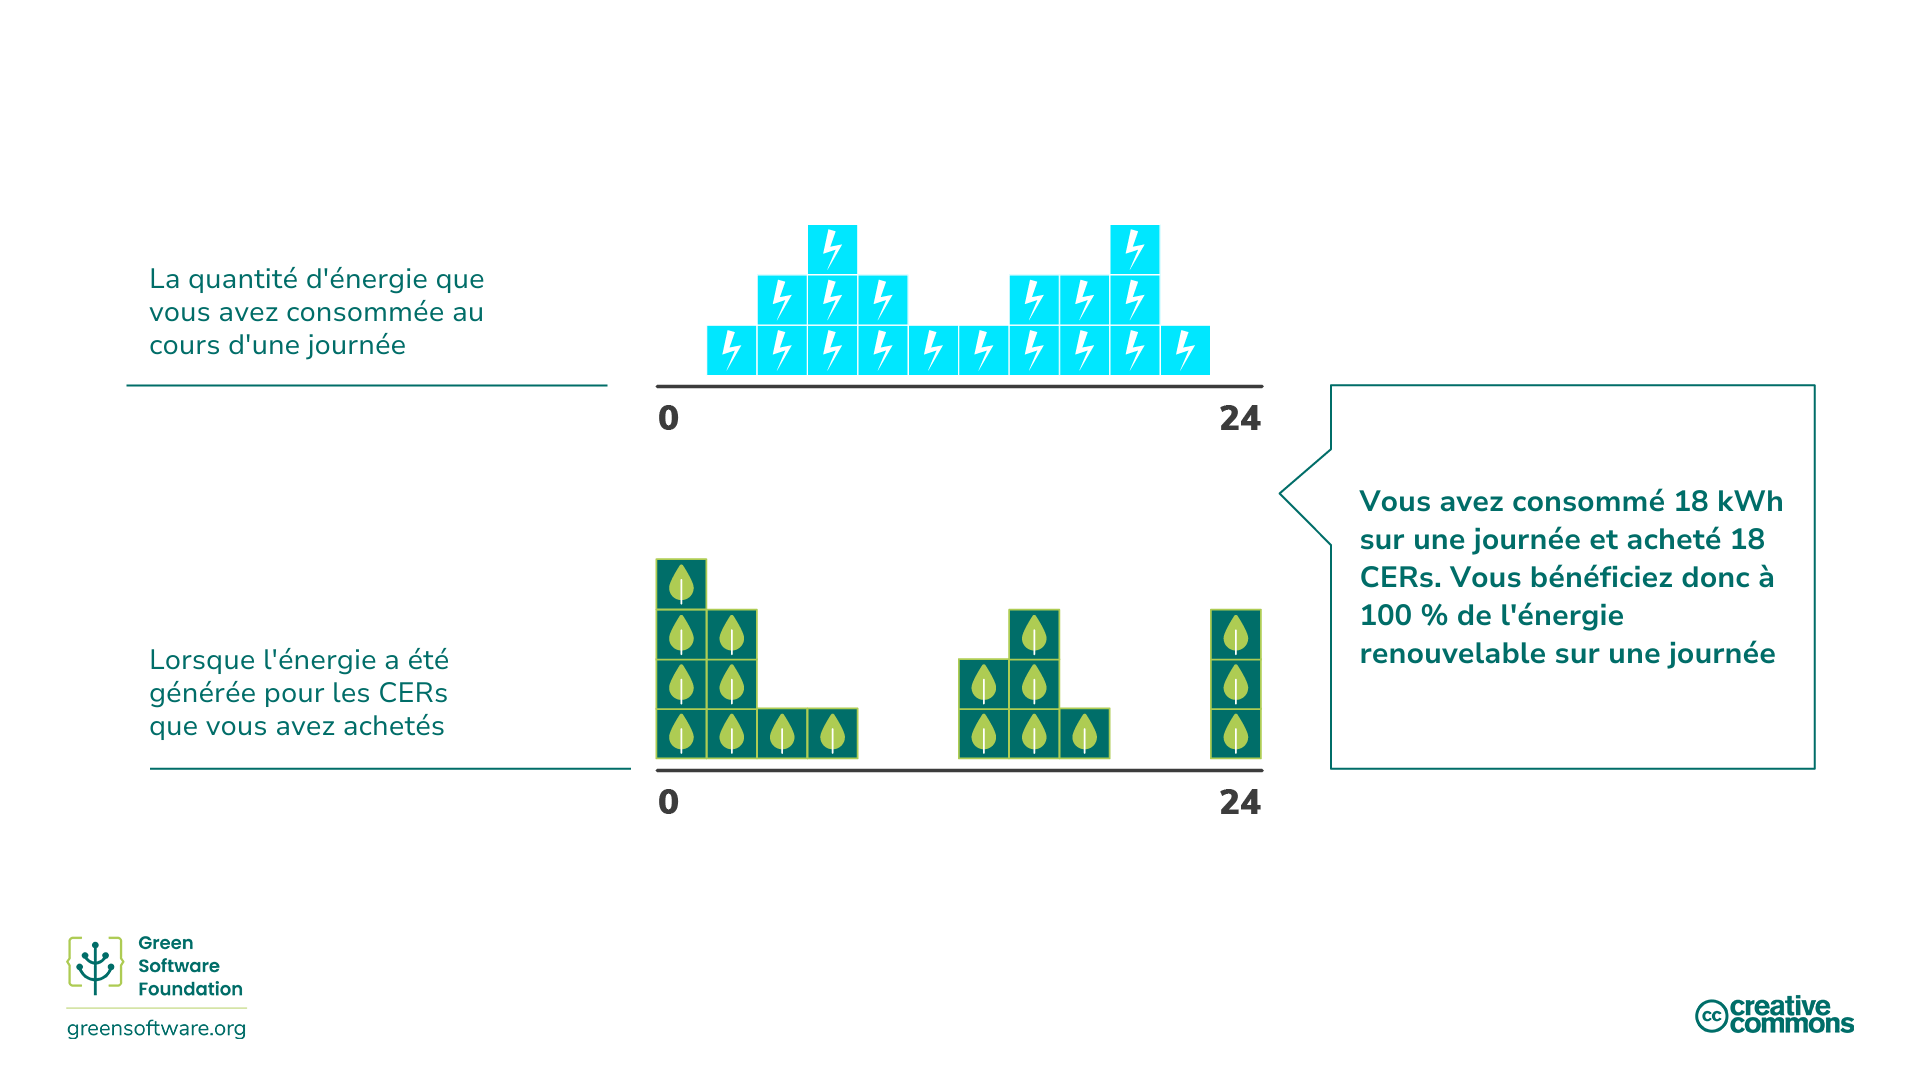 La quantité d'énergie que
vous avez consommée au
cours d'une journée
0
24
Vous avez consommé 18 kWh
sur une journée et acheté 18
CERs. Vous bénéficiez donc à
100 % de l'énergie
renouvelable sur une journée
Lorsque l'énergie a été
générée pour les CERs
que vous avez achetés
0
24
Green
Software
Foundation
greensoftware.org
cc
creative
commons